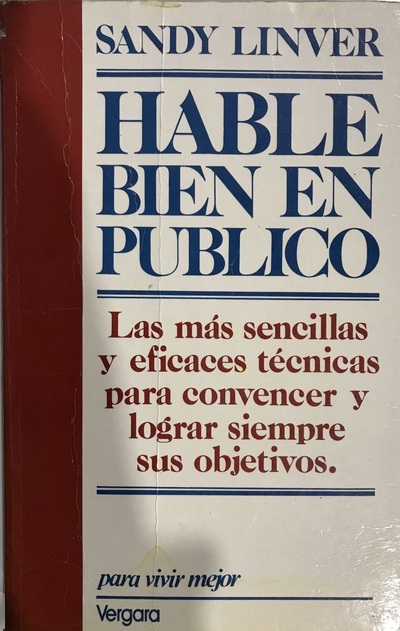 SANDY LINVER
HABLE
BIEN EN
PUBLICO
Las más sencillas
y eficaces técnicas
para convencer y
lograr siempre
sus objetivos.
para vivir mejor
Vergara